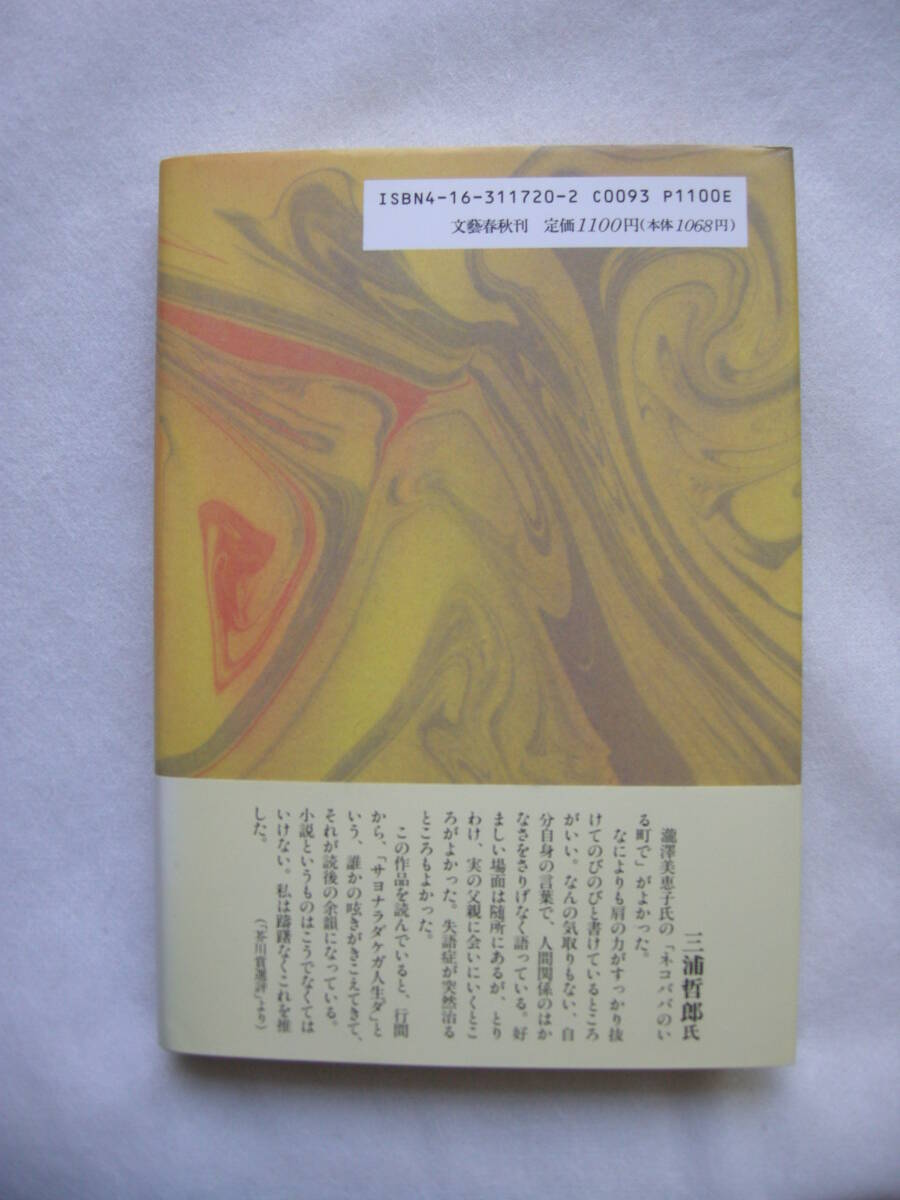 ISBN4-16-311720-2 C0093 P1100E
文藝春秋刊 定価1100円(本体1068円)
三浦哲郎氏
瀧澤美恵子氏の「ネコババのい
る町で」がよかった。
なによりも肩の力がすっかり抜
けてのびのびと書けているところ
がいい。なんの気取りもない、自
分自身の言葉で、人間関係のはか
なさをさりげなく語っている。好
ましい場面は随所にあるが、とり
わけ、実の父親に会いにいくとこ
ろがよかった。失語症が突然治る
ところもよかった。
この作品を読んでいると、行間
から、「サヨナラダケガ人生ダ」と
いう、誰かの呟きがきこえてきて、
それが読後の余韻になっている。
小説というものはこうでなくては
いけない。私は躊躇なくこれを推
した。
(「芥川賞選評」より)